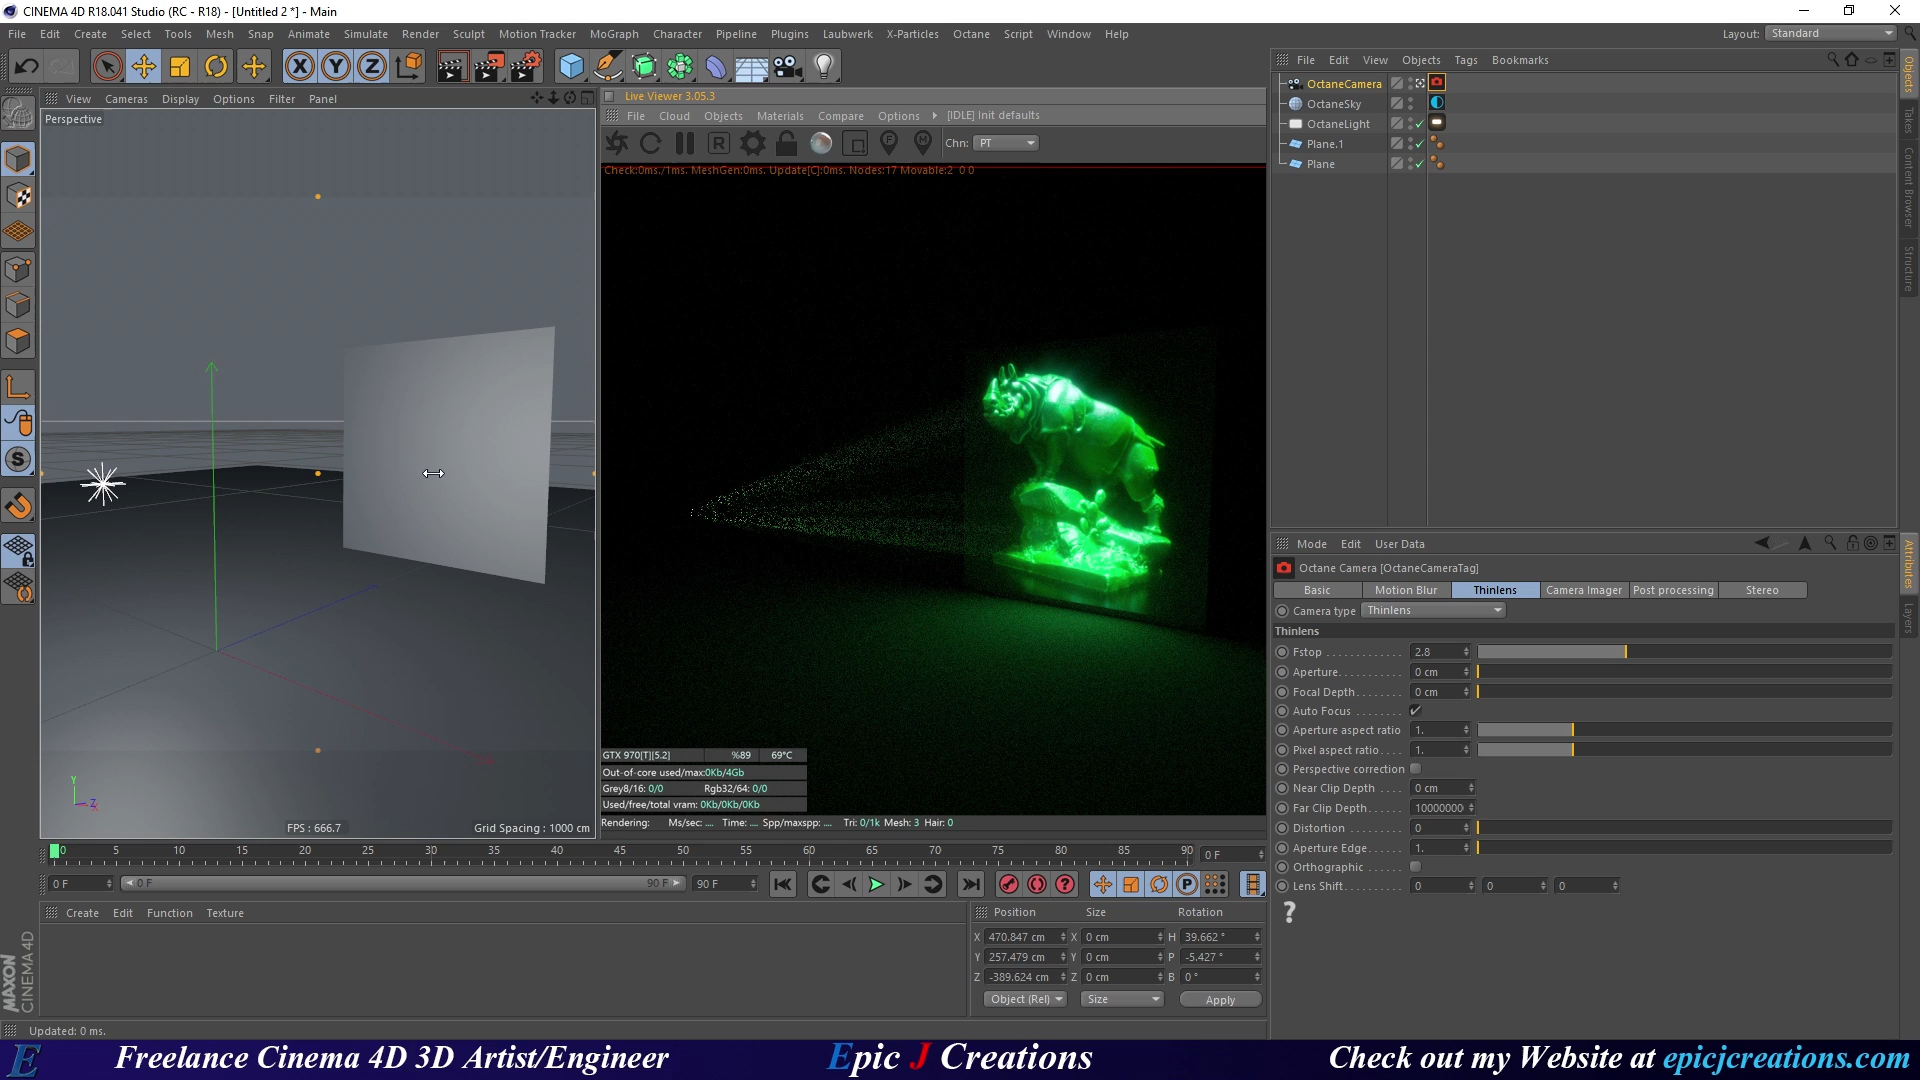 CINEMA 4D R18.041 Studio (RC - R18) - [Untitled 2 *] - Main
File Edit Create Select Tools Mesh Snap Animate Simulate Render Sculpt Motion Tracker MoGraph Character Pipeline Plugins Laubwerk X-Particles Octane Script Window Help
Layout: Standard
View Cameras Display Options Filter Panel
Perspective
Live Viewer 3.05.3
File Cloud Objects Materials Compare Options [IDLE] Init defaults
Chn: PT
Check:0ms./1ms. MeshGen:0ms. Update[C]:0ms. Nodes:17 Movable:2 0 0
GTX 970[T][5.2] %89 69°C
Out-of-core used/max:0Kb/4Gb
Grey8/16: 0/0 Rgb32/64: 0/0
Used/free/total vram: 0Kb/0Kb/0Kb
Rendering: Ms/sec: .... Time: .... Spp/maxspp: .... Tri: 0/1k Mesh: 3 Hair: 0
FPS : 666.7 Grid Spacing : 1000 cm
Y
Z
File Edit View Objects Tags Bookmarks
OctaneCamera
OctaneSky
OctaneLight
Plane.1
Plane
Objects
Takes
Content Browser
Structure
Mode Edit User Data
Attributes
Layers
Octane Camera [OctaneCameraTag]
Basic Motion Blur Thinlens Camera Imager Post processing Stereo
Camera type Thinlens
Thinlens
Fstop 2.8
Aperture 0 cm
Focal Depth 0 cm
Auto Focus
Aperture aspect ratio 1.
Pixel aspect ratio 1.
Perspective correction
Near Clip Depth 0 cm
Far Clip Depth 10000000
Distortion 0
Aperture Edge 1.
Orthographic
Lens Shift 0 0 0
?
0 5 10 15 20 25 30 35 40 45 50 55 60 65 70 75 80 85 90 0 F
0 F 0 F 90 F 90 F
Create Edit Function Texture
Position Size Rotation
X 470.847 cm X 0 cm H 39.662 °
Y 257.479 cm Y 0 cm P -5.427 °
Z -389.624 cm Z 0 cm B 0 °
Object (Rel) Size Apply
MAXON
CINEMA 4D
Updated: 0 ms.
E Freelance Cinema 4D 3D Artist/Engineer Epic J Creations Check out my Website at epicjcreations.com